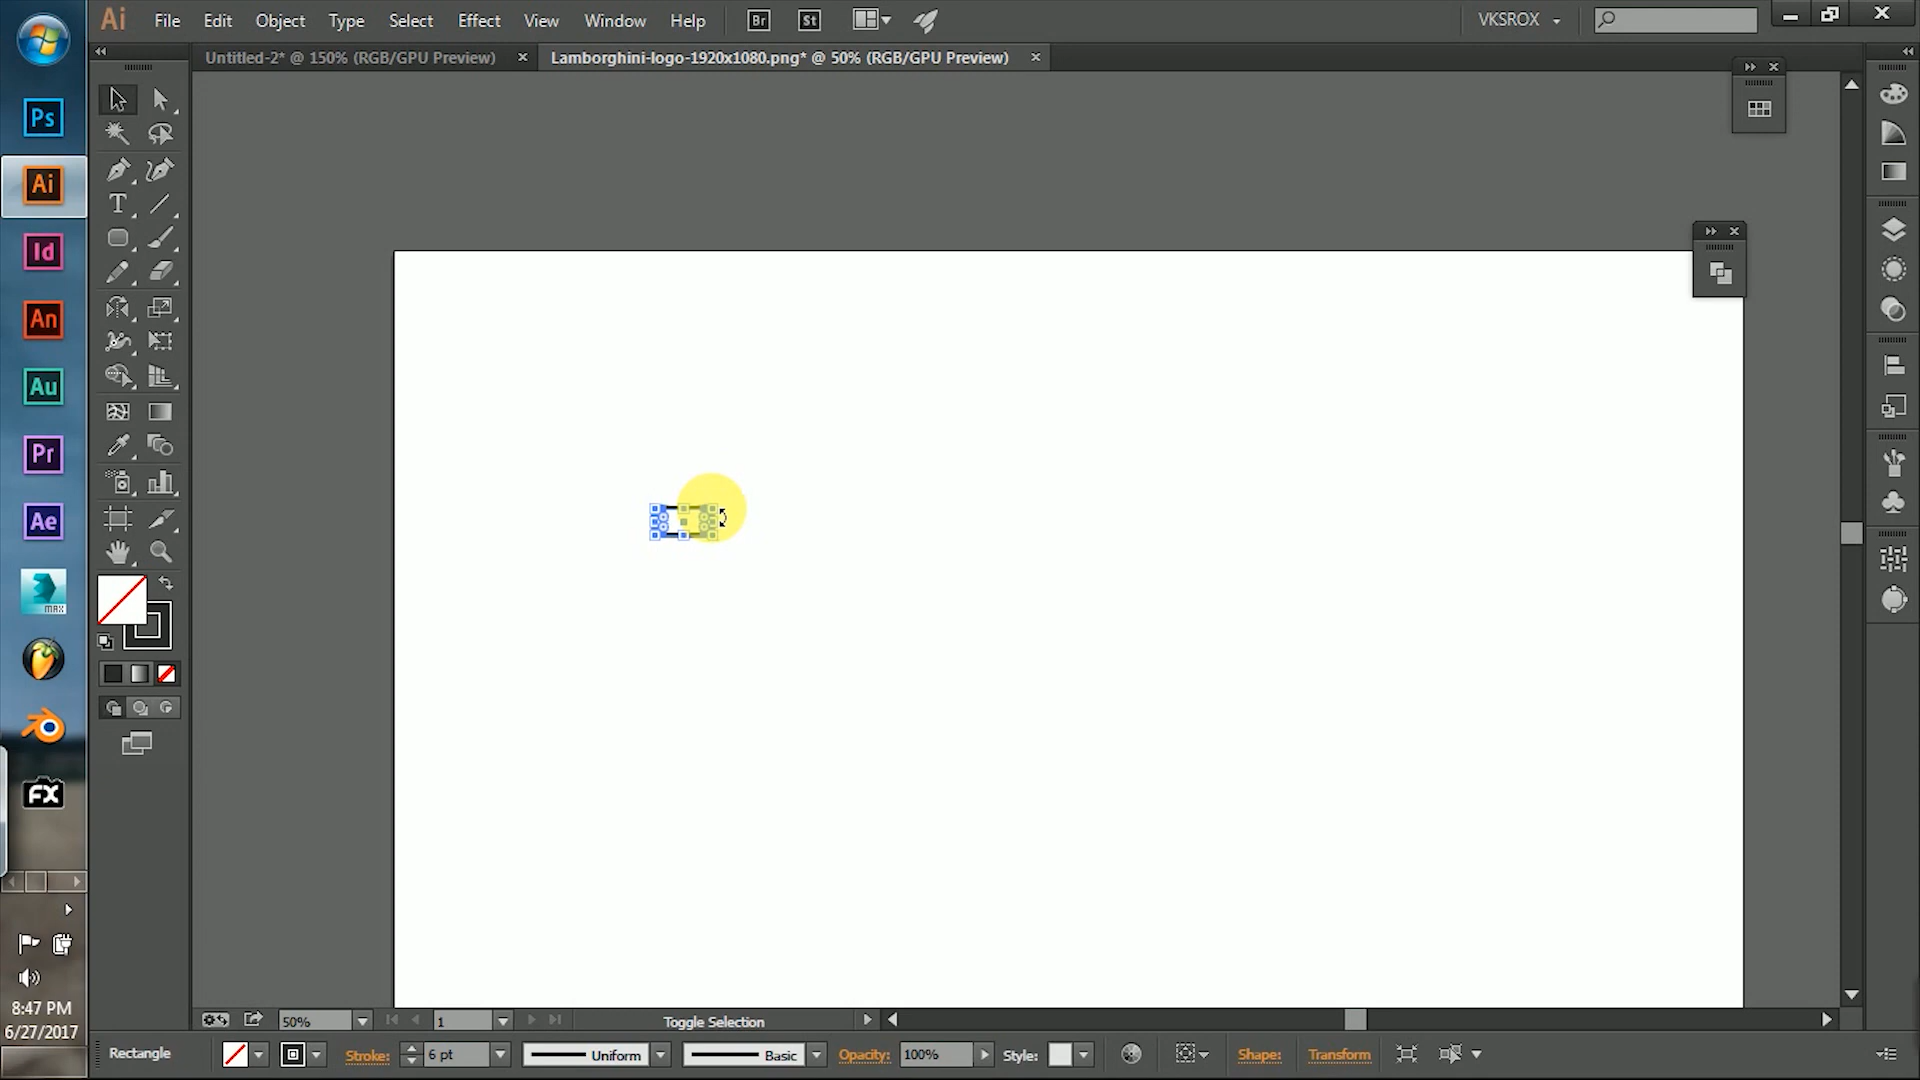 Ai File Edit Object Type Select Effect View Window Help Br St VKSROX
Untitled-2* @ 150% (RGB/GPU Preview) Lamborghini-logo-1920x1080.png* @ 50% (RGB/GPU Preview)
Ps
Ai
Id
An
Au
Pr
Ae
MAX
FX
T
8:47 PM
6/27/2017
50% 1 Toggle Selection
Rectangle Stroke: 6 pt Uniform Basic Opacity: 100% Style: Shape: Transform